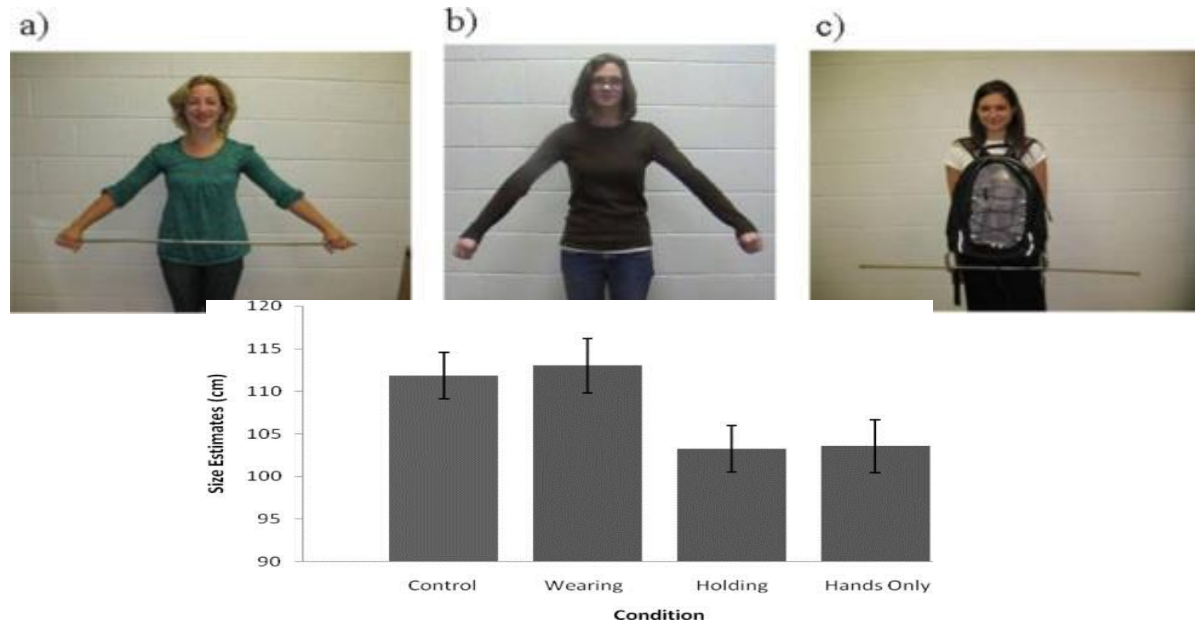 a)
b)
c)
120
115
110
105
100
95
90
Size Estimates (cm)
Control Wearing Holding Hands Only
Condition